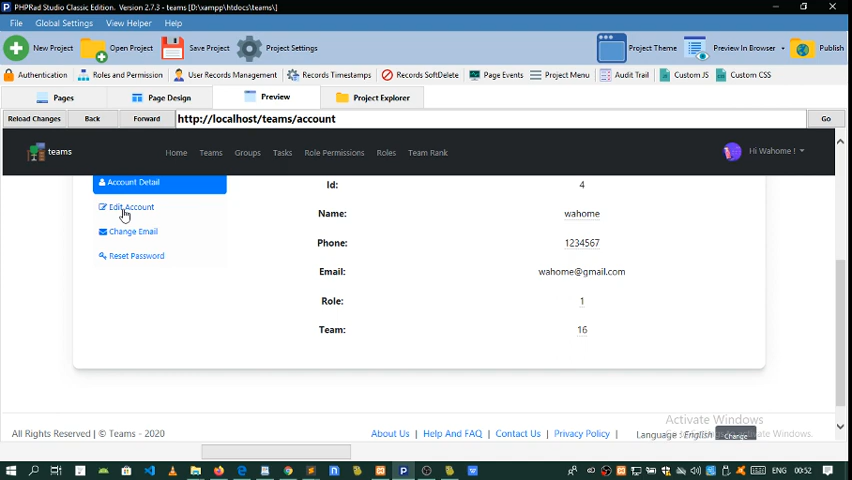 PHPRad Studio Classic Edition. Version 2.7.3 - teams [D:\xampp\htdocs\teams\]
File Global Settings View Helper Help
New Project Open Project Save Project Project Settings Project Theme Preview In Browser Publish
Authentication Roles and Permission User Records Management Records Timestamps Records SoftDelete Page Events Project Menu Audit Trail Custom JS Custom CSS
Pages Page Design Preview Project Explorer
Reload Changes Back Forward http://localhost/teams/account Go
teams Home Teams Groups Tasks Role Permissions Roles Team Rank Hi Wahome !
Account Detail
Edit Account
Change Email
Reset Password
Id: 4
Name: wahome
Phone: 1234567
Email: wahome@gmail.com
Role: 1
Team: 16
Activate Windows
All Rights Reserved | © Teams - 2020 About Us | Help And FAQ | Contact Us | Privacy Policy | Language : English Change Windows.
ENG 00:52